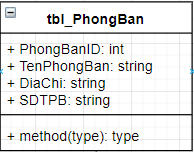 tbl_PhongBan
+ PhongBanID: int
+ TenPhongBan: string
+ DiaChi: string
+ SDTPB: string
+ method(type): type